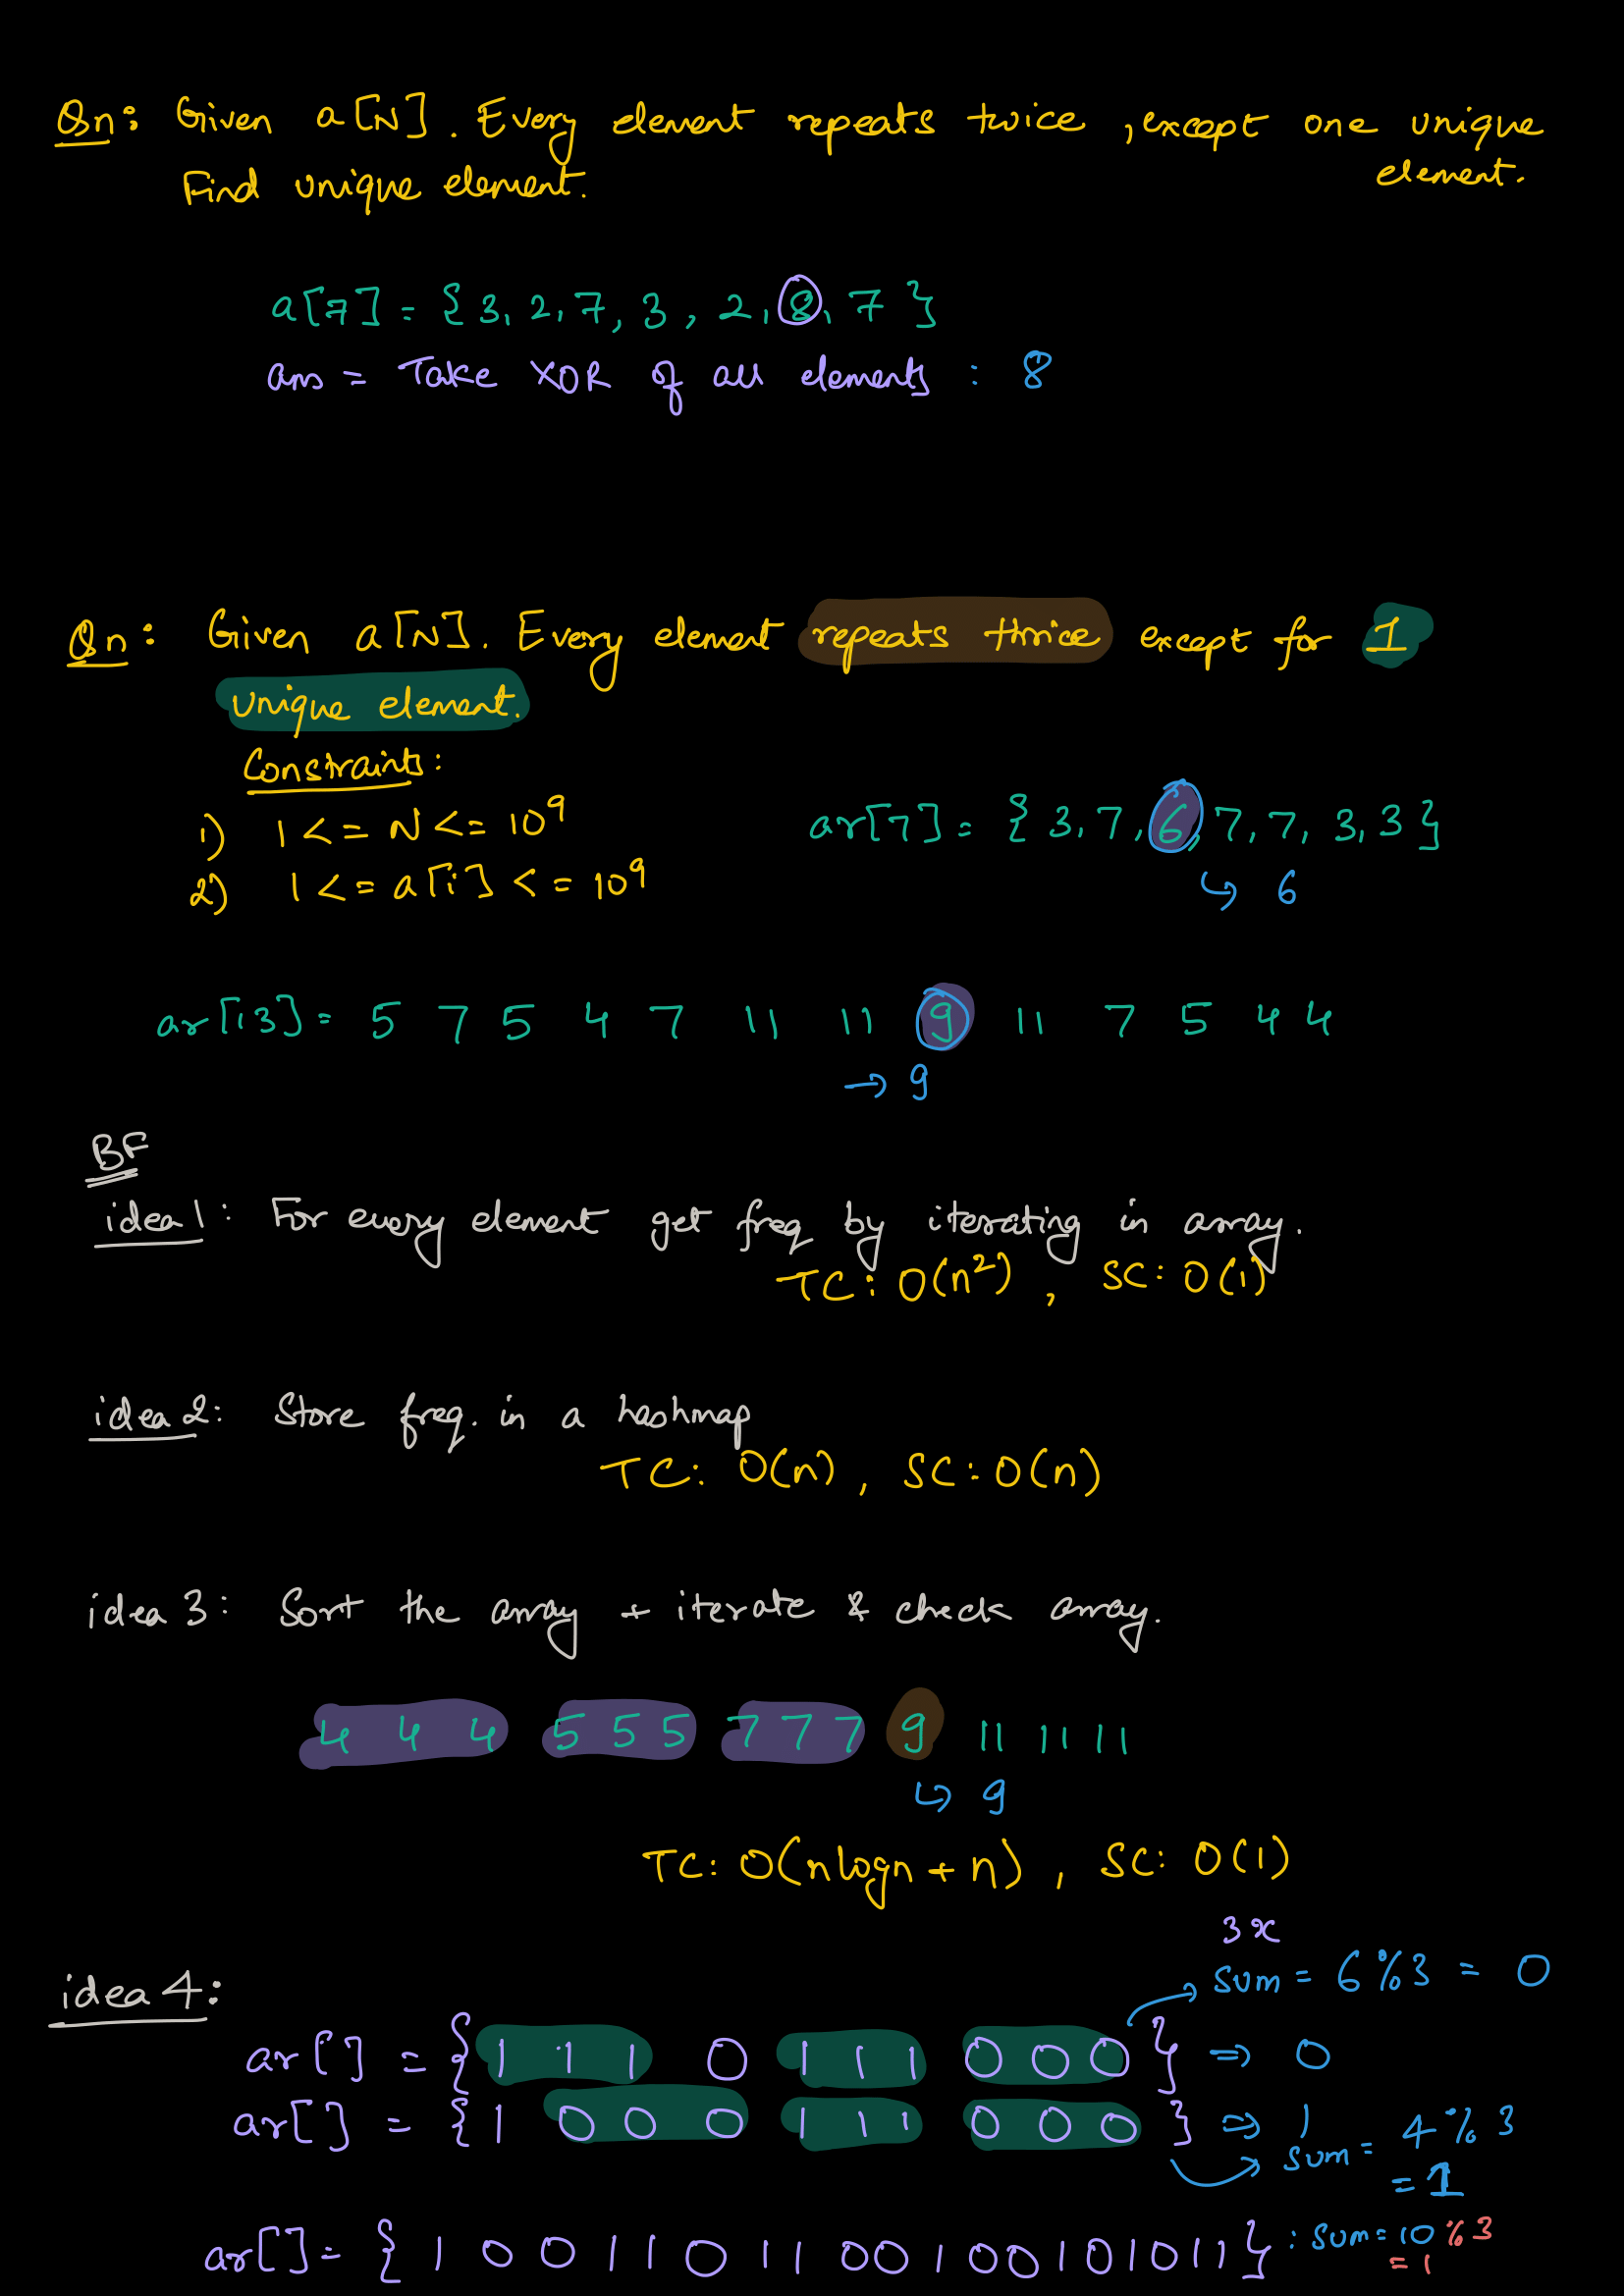 Qn: Given a[N]. Every element repeats twice, except one unique
element.
Find unique element.
a[7] = {3, 2, 7, 3, 2, 8, 7}
ans = Take XOR of all elements : 8
Qn: Given a[N]. Every element repeats thrice except for 1
unique element.
Constraints:
1) 1 <= N <= 10^9
2) 1 <= a[i] <= 10^9
ar[7] = {3, 7, 6, 7, 7, 3, 3}
↳ 6
ar[13] = 5 7 5 4 7 11 11 9 11 7 5 4 4
→ 9
BF
idea 1: For every element get freq by iterating in array.
TC: O(n^2), SC: O(1)
idea 2: Store freq. in a hashmap
TC: O(n), SC: O(n)
idea 3: Sort the array + iterate & check array.
4 4 4 5 5 5 7 7 7 9 11 11 11
↳ 9
TC: O(nlogn + n), SC: O(1)
3x
idea 4: sum = 6%3 = 0
ar[] = {1 1 1 0 1 1 1 0 0 0} => 0
ar[] = {1 0 0 0 1 1 1 0 0 0} => 1
sum = 4%3
= 1
ar[] = {1 0 0 1 1 0 1 1 0 0 1 0 0 1 0 1 0 1 1} : sum = 10 % 3
= 1